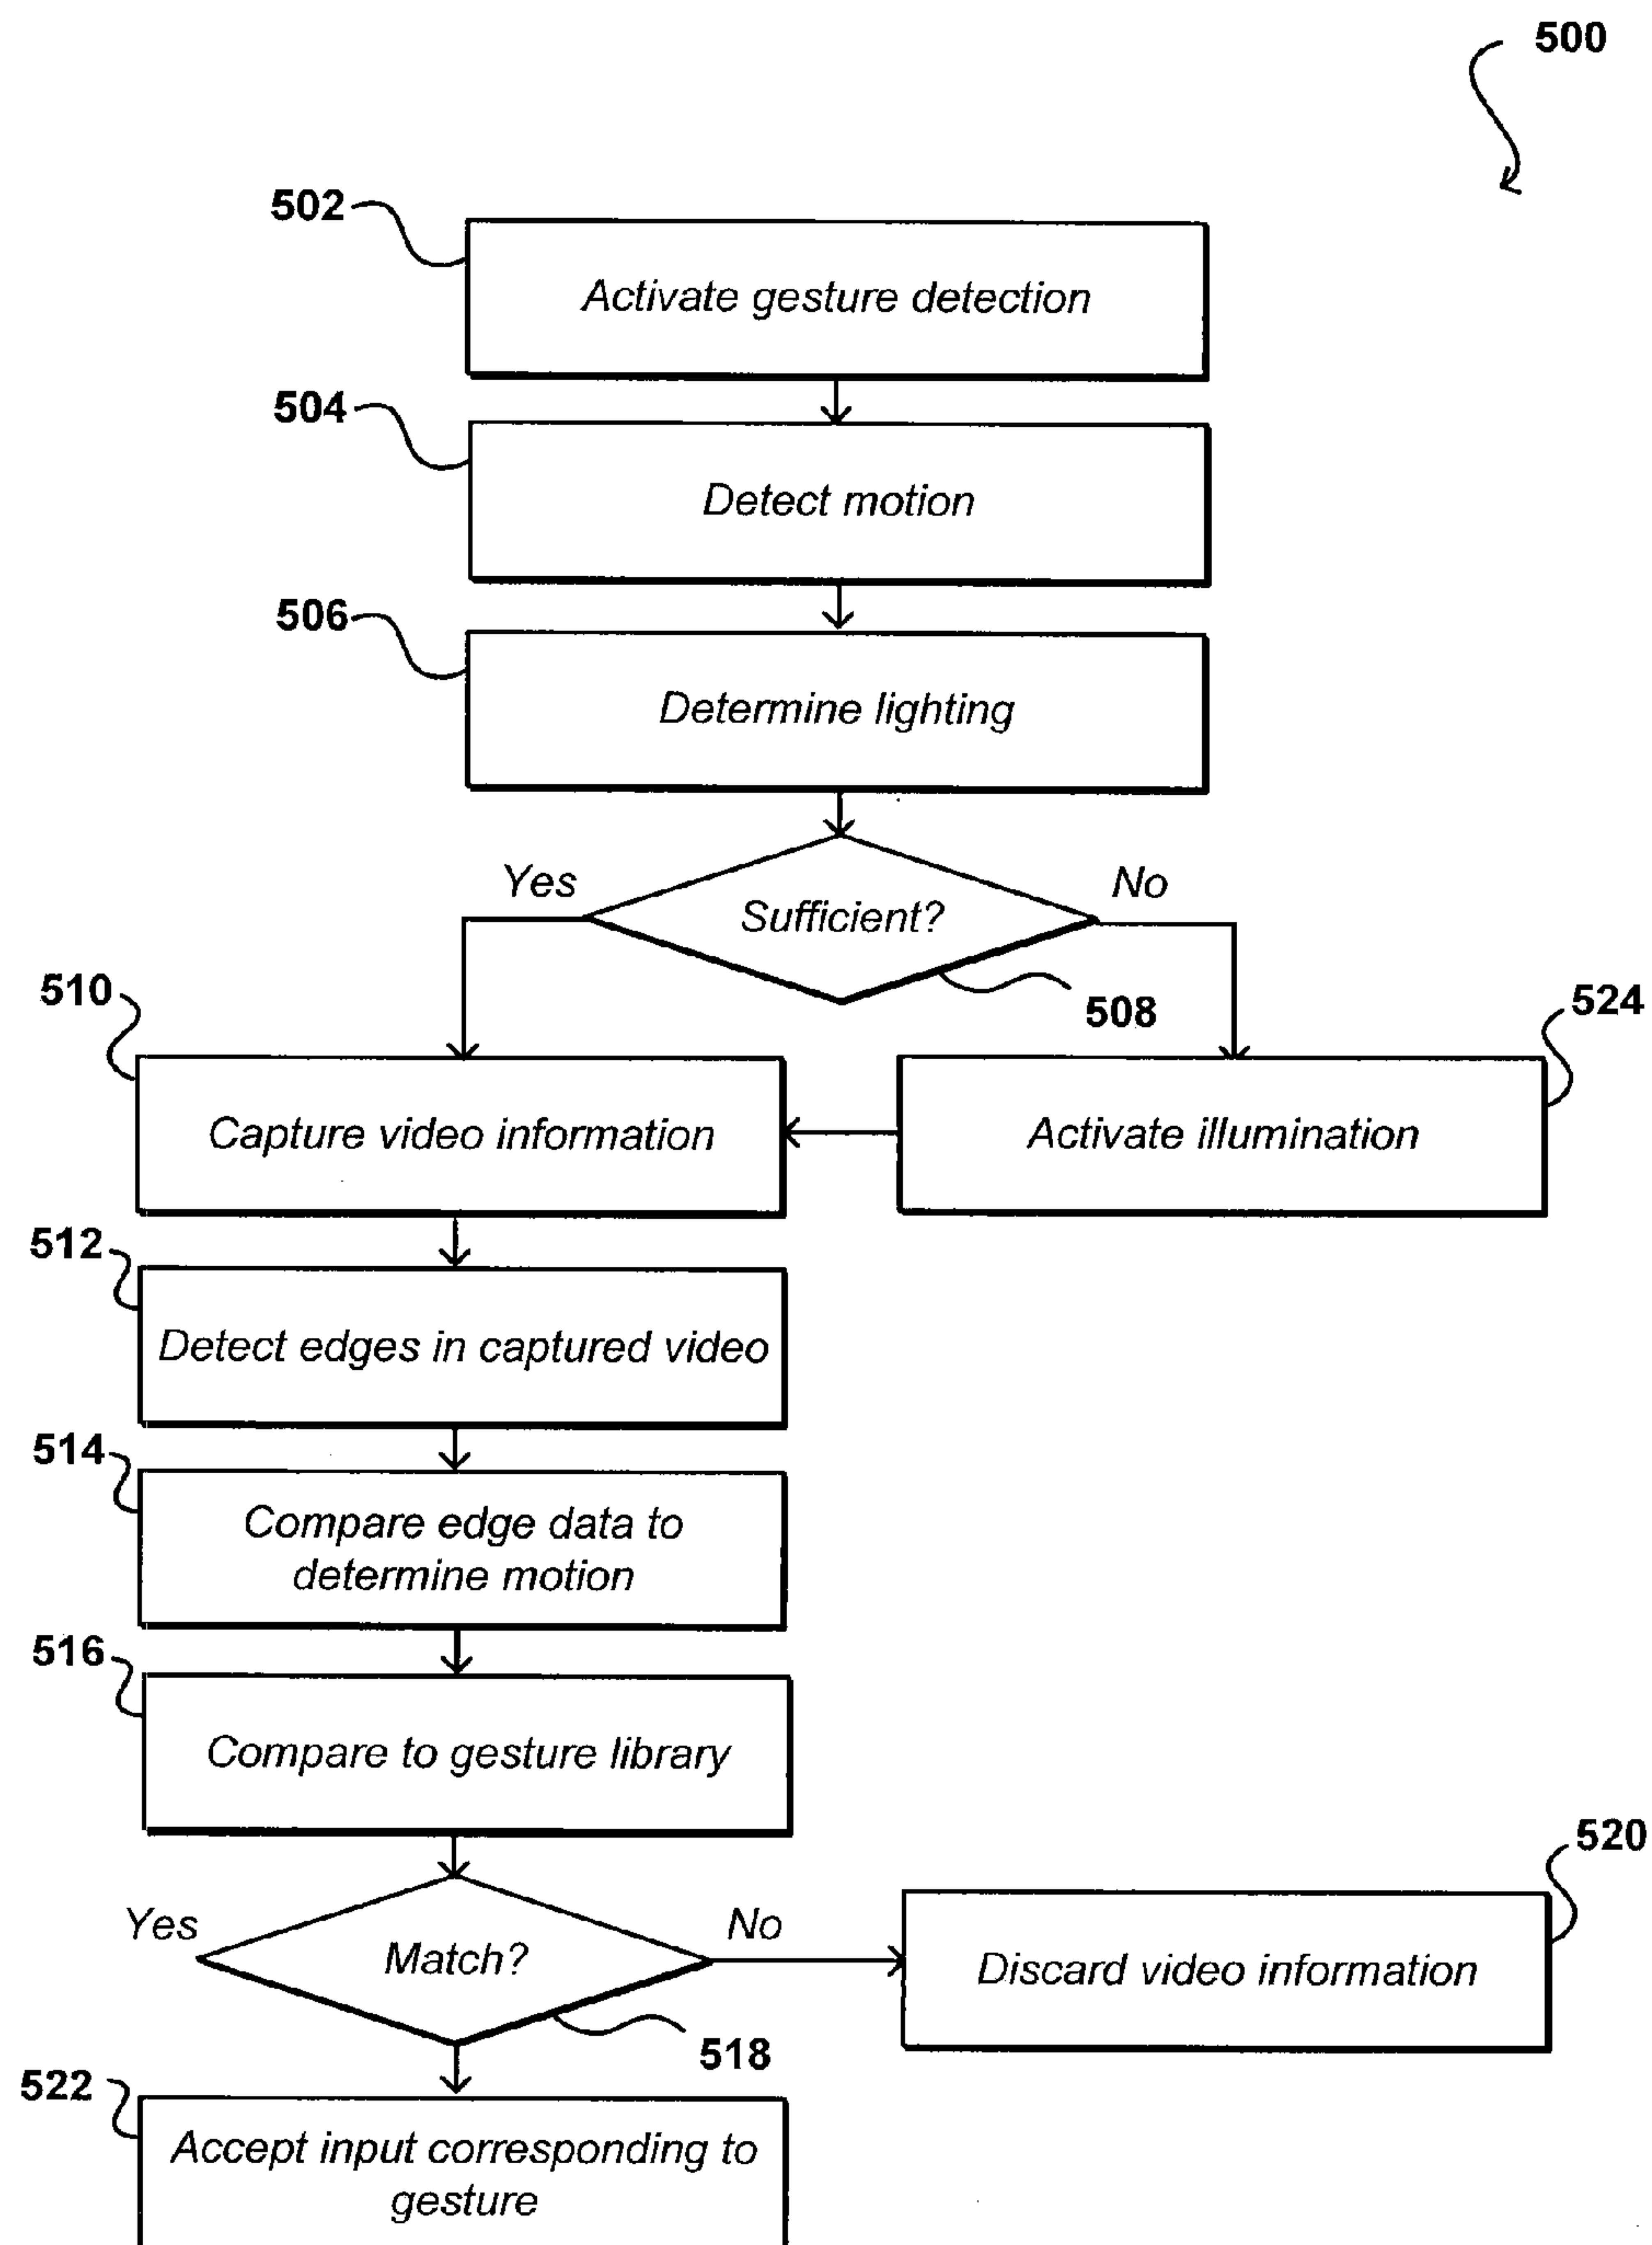 500
502
Activate gesture detection
504
Detect motion
506
Determine lighting
Yes
No
Sufficient?
508
510
524
Capture video information
Activate illumination
512
Detect edges in captured video
514
Compare edge data to
determine motion
516
Compare to gesture library
520
Yes
No
Match?
Discard video information
518
522
Accept input corresponding to
gesture